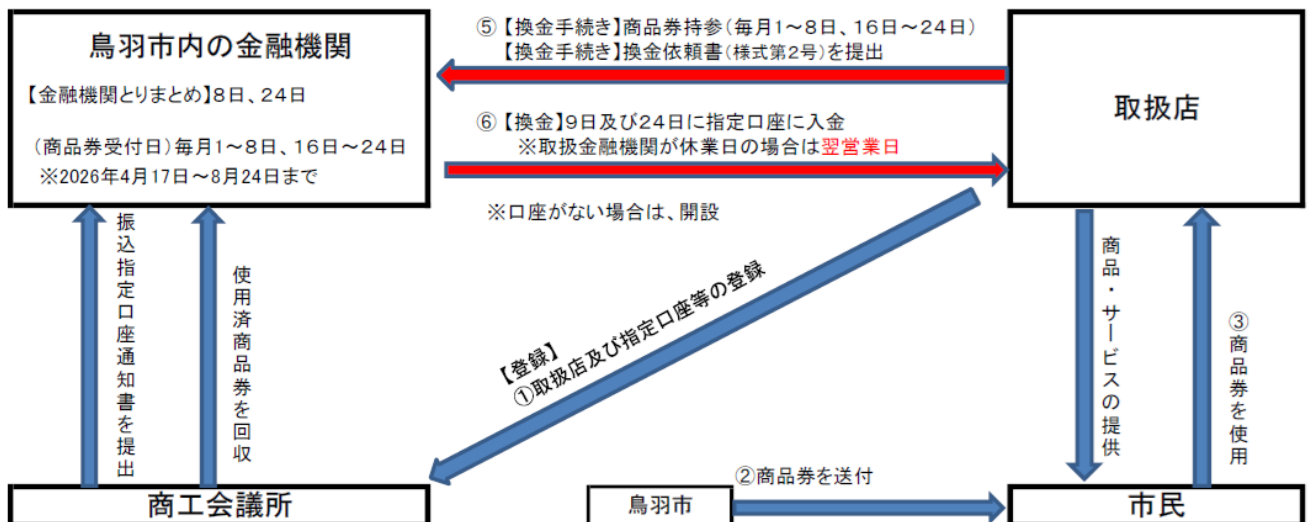 鳥羽市内の金融機関
【金融機関とりまとめ】8日、24日
(商品券受付日)毎月1～8日、16日～24日
※2026年4月17日～8月24日まで
⑤【換金手続き】商品券持参(毎月1～8日、16日～24日)
【換金手続き】換金依頼書(様式第2号)を提出
⑥【換金】9日及び24日に指定口座に入金
※取扱金融機関が休業日の場合は翌営業日
※口座がない場合は、開設
取扱店
振込指定口座通知書を提出
使用済商品券を回収
【登録】
①取扱店及び指定口座等の登録
商品・サービスの提供
③商品券を使用
商工会議所
鳥羽市
②商品券を送付
市民